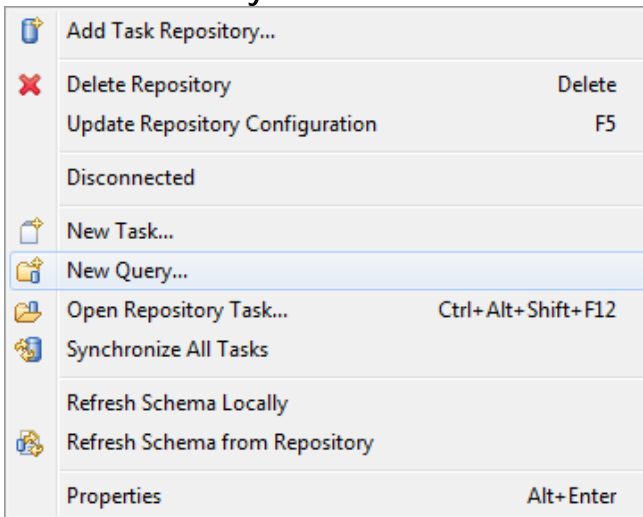 Add Task Repository...
Delete Repository Delete
Update Repository Configuration F5
Disconnected
New Task...
New Query...
Open Repository Task... Ctrl+Alt+Shift+F12
Synchronize All Tasks
Refresh Schema Locally
Refresh Schema from Repository
Properties Alt+Enter